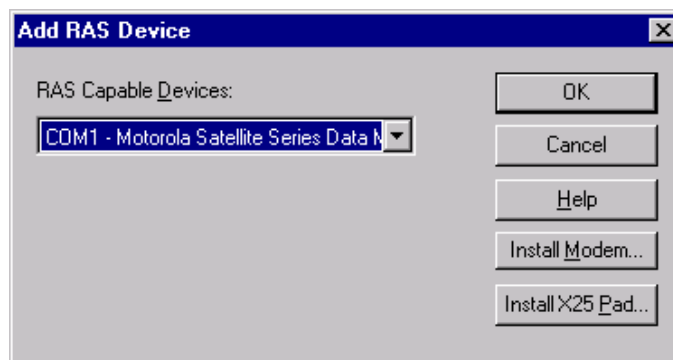 Add RAS Device
RAS Capable Devices:
COM1 - Motorola Satellite Series Data
OK
Cancel
Help
Install Modem...
Install X25 Pad...